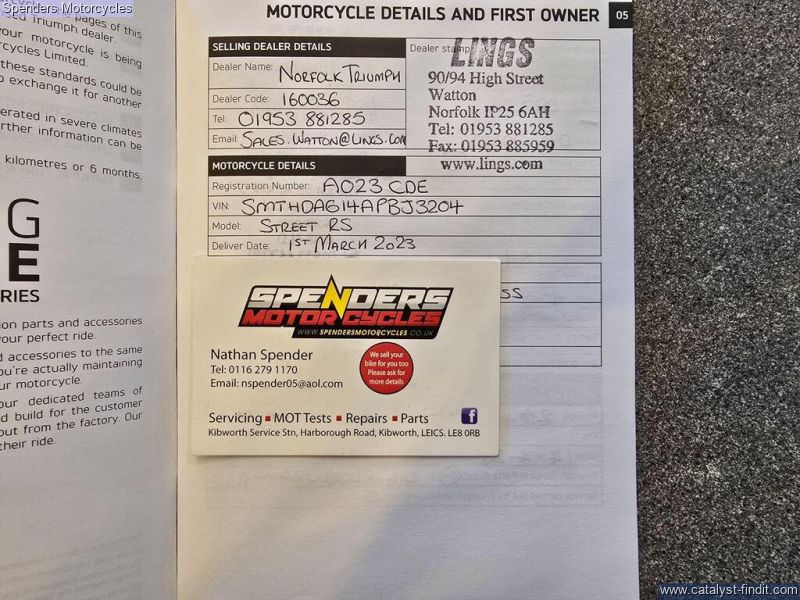 Spenders Motorcycles
pages of this
Triumph dealer.
your motorcycle is being
Motorcycles Limited.
these standards could be
o exchange it for another
erated in severe climates
rther information can be
kilometres or 6 months,
G
E
RIES
ion parts and accessories
your perfect ride.
d accessories to the same
you're actually maintaining
ur motorcycle.
our dedicated teams of
d build for the customer
out from the factory. Our
their ride.
MOTORCYCLE DETAILS AND FIRST OWNER 05
SELLING DEALER DETAILS
Dealer Name: NORFOLK TRIUMPH
Dealer Code: 160036
Tel: 01953 881285
Email: SALES.WATTON@LINGS.COM
Dealer stamp
LINGS
90/94 High Street
Watton
Norfolk IP25 6AH
Tel: 01953 881285
Fax: 01953 885959
www.lings.com
MOTORCYCLE DETAILS
Registration Number: AO23 CDE
VIN: SMTHDA614APBJ3204
Model: STREET RS
Deliver Date: 1ST MARCH 2023
SS
SPENDERS
MOTOR CYCLES
WWW.SPENDERSMOTORCYCLES.CO.UK
Nathan Spender
Tel: 0116 279 1170
Email: nspender05@aol.com
We sell your
bike for you too
Please ask for
more details
Servicing ▪ MOT Tests ▪ Repairs ▪ Parts
f
Kibworth Service Stn, Harborough Road, Kibworth, LEICS. LE8 0RB
www.catalyst-findit.com